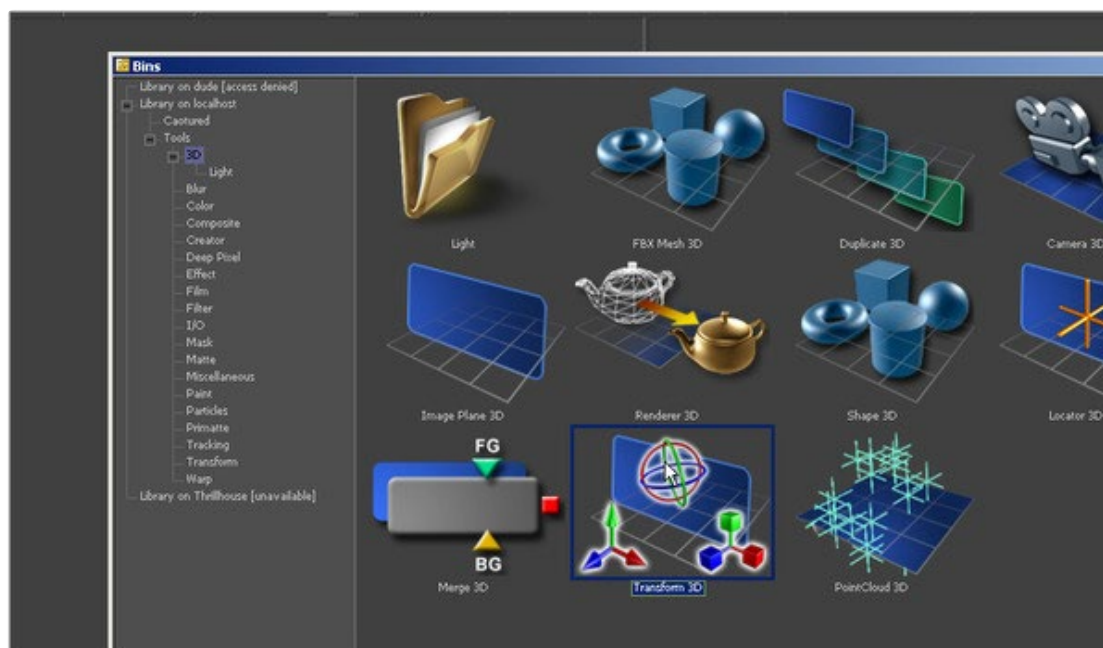 Bins
Library on dude [access denied]
Library on localhost
Caotured
Tools
3D
Light
Blur
Color
Composite
Creator
Deep Pixel
Effect
Film
Filter
I/O
Mask
Matte
Miscellaneous
Paint
Particles
Primatte
Tracking
Transform
Warp
Library on Thrillhouse [unavailable]
Light
FBX Mesh 3D
Duplicate 3D
Camera 3D
Image Plane 3D
Renderer 3D
Shape 3D
Locator 3D
FG
BG
Merge 3D
Transform 3D
PointCloud 3D